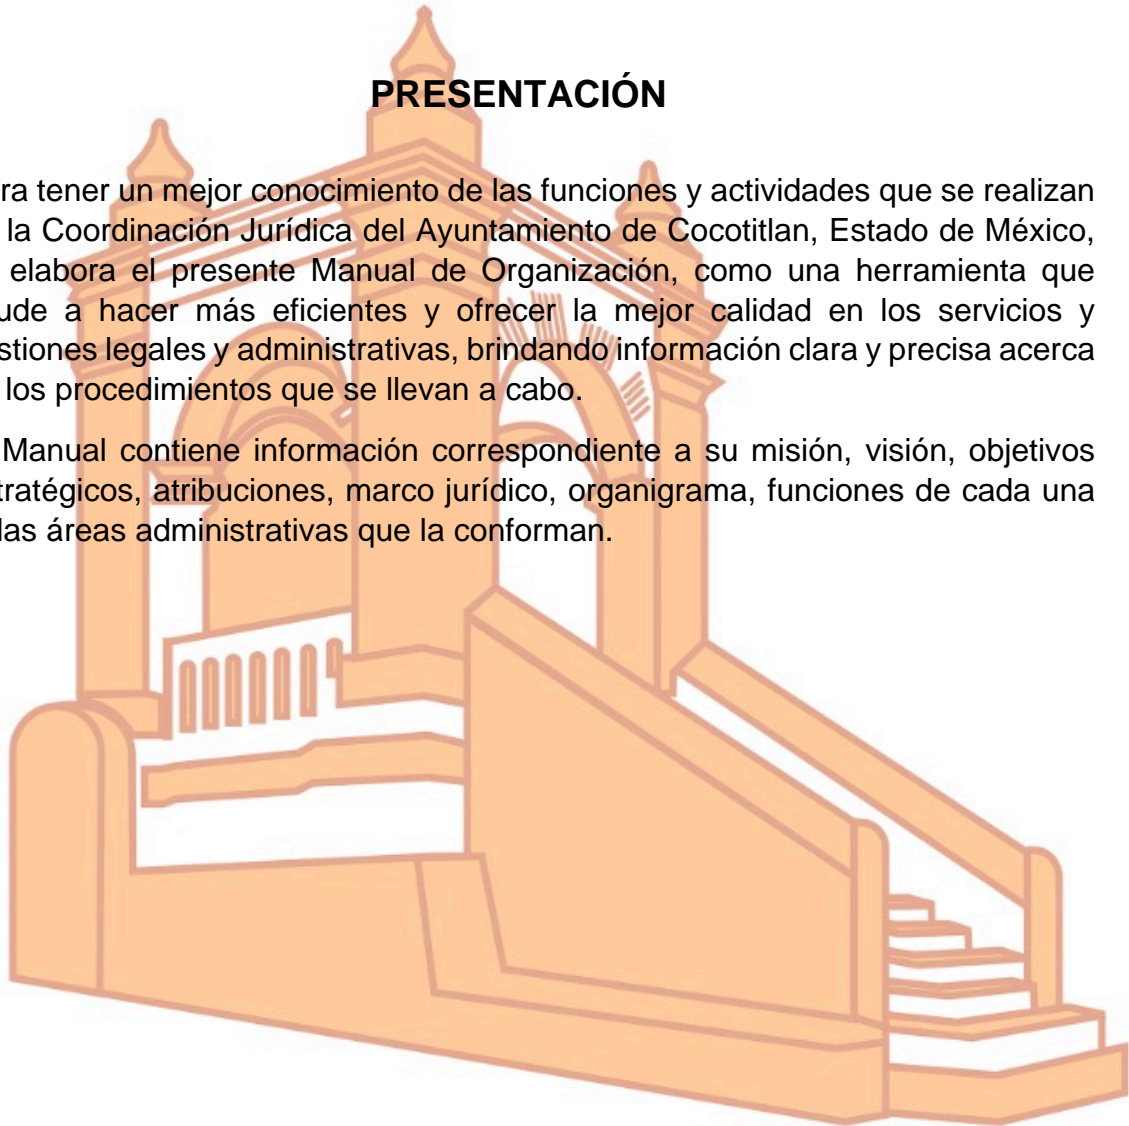 PRESENTACIÓN
ra tener un mejor conocimiento de las funciones y actividades que se realizan
la Coordinación Jurídica del Ayuntamiento de Cocotitlan, Estado de México,
elabora el presente Manual de Organización, como una herramienta que
ude a hacer más eficientes y ofrecer la mejor calidad en los servicios y
stiones legales y administrativas, brindando información clara y precisa acerca
los procedimientos que se llevan a cabo.
Manual contiene información correspondiente a su misión, visión, objetivos
tratégicos, atribuciones, marco jurídico, organigrama, funciones de cada una
las áreas administrativas que la conforman.